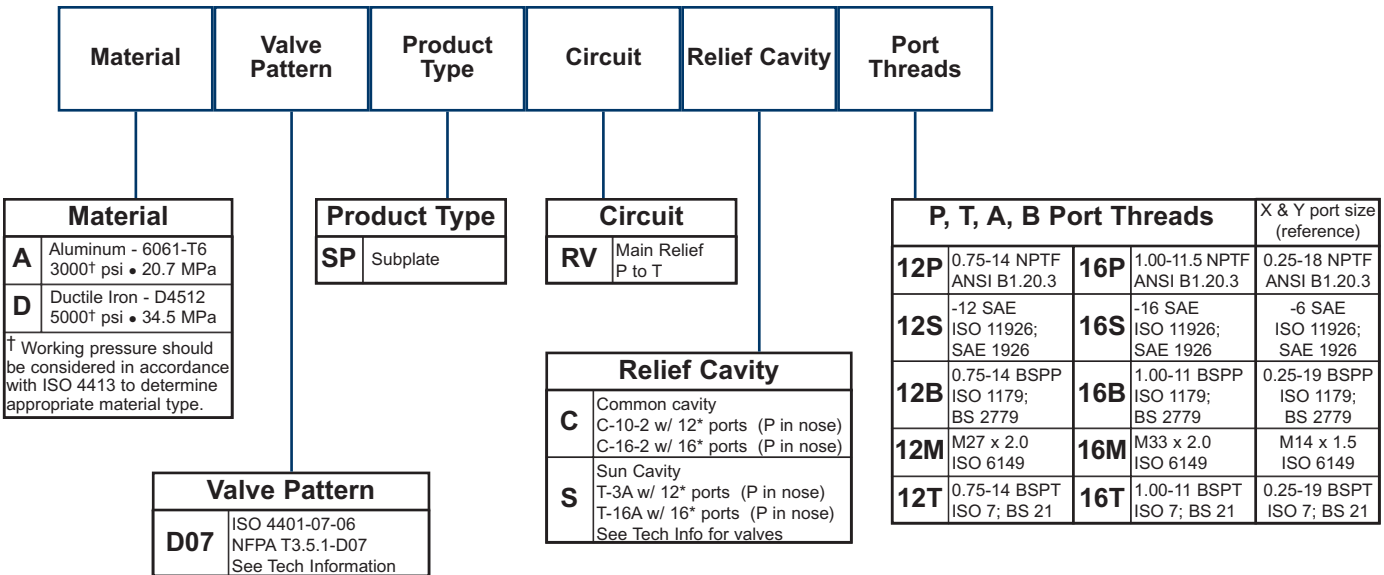 Material
Valve
Pattern
Product
Type
Circuit
Relief Cavity
Port
Threads
Material
A
Aluminum - 6061-T6
3000† psi • 20.7 MPa
D
Ductile Iron - D4512
5000† psi • 34.5 MPa
† Working pressure should
be considered in accordance
with ISO 4413 to determine
appropriate material type.
Valve Pattern
D07
ISO 4401-07-06
NFPA T3.5.1-D07
See Tech Information
Product Type
SP
Subplate
Circuit
RV
Main Relief
P to T
Relief Cavity
C
Common cavity
C-10-2 w/ 12* ports (P in nose)
C-16-2 w/ 16* ports (P in nose)
S
Sun Cavity
T-3A w/ 12* ports (P in nose)
T-16A w/ 16* ports (P in nose)
See Tech Info for valves
P, T, A, B Port Threads
X & Y port size
(reference)
12P
0.75-14 NPTF
ANSI B1.20.3
16P
1.00-11.5 NPTF
ANSI B1.20.3
0.25-18 NPTF
ANSI B1.20.3
12S
-12 SAE
ISO 11926;
SAE 1926
16S
-16 SAE
ISO 11926;
SAE 1926
-6 SAE
ISO 11926;
SAE 1926
12B
0.75-14 BSPP
ISO 1179;
BS 2779
16B
1.00-11 BSPP
ISO 1179;
BS 2779
0.25-19 BSPP
ISO 1179;
BS 2779
12M
M27 x 2.0
ISO 6149
16M
M33 x 2.0
ISO 6149
M14 x 1.5
ISO 6149
12T
0.75-14 BSPT
ISO 7; BS 21
16T
1.00-11 BSPT
ISO 7; BS 21
0.25-19 BSPT
ISO 7; BS 21